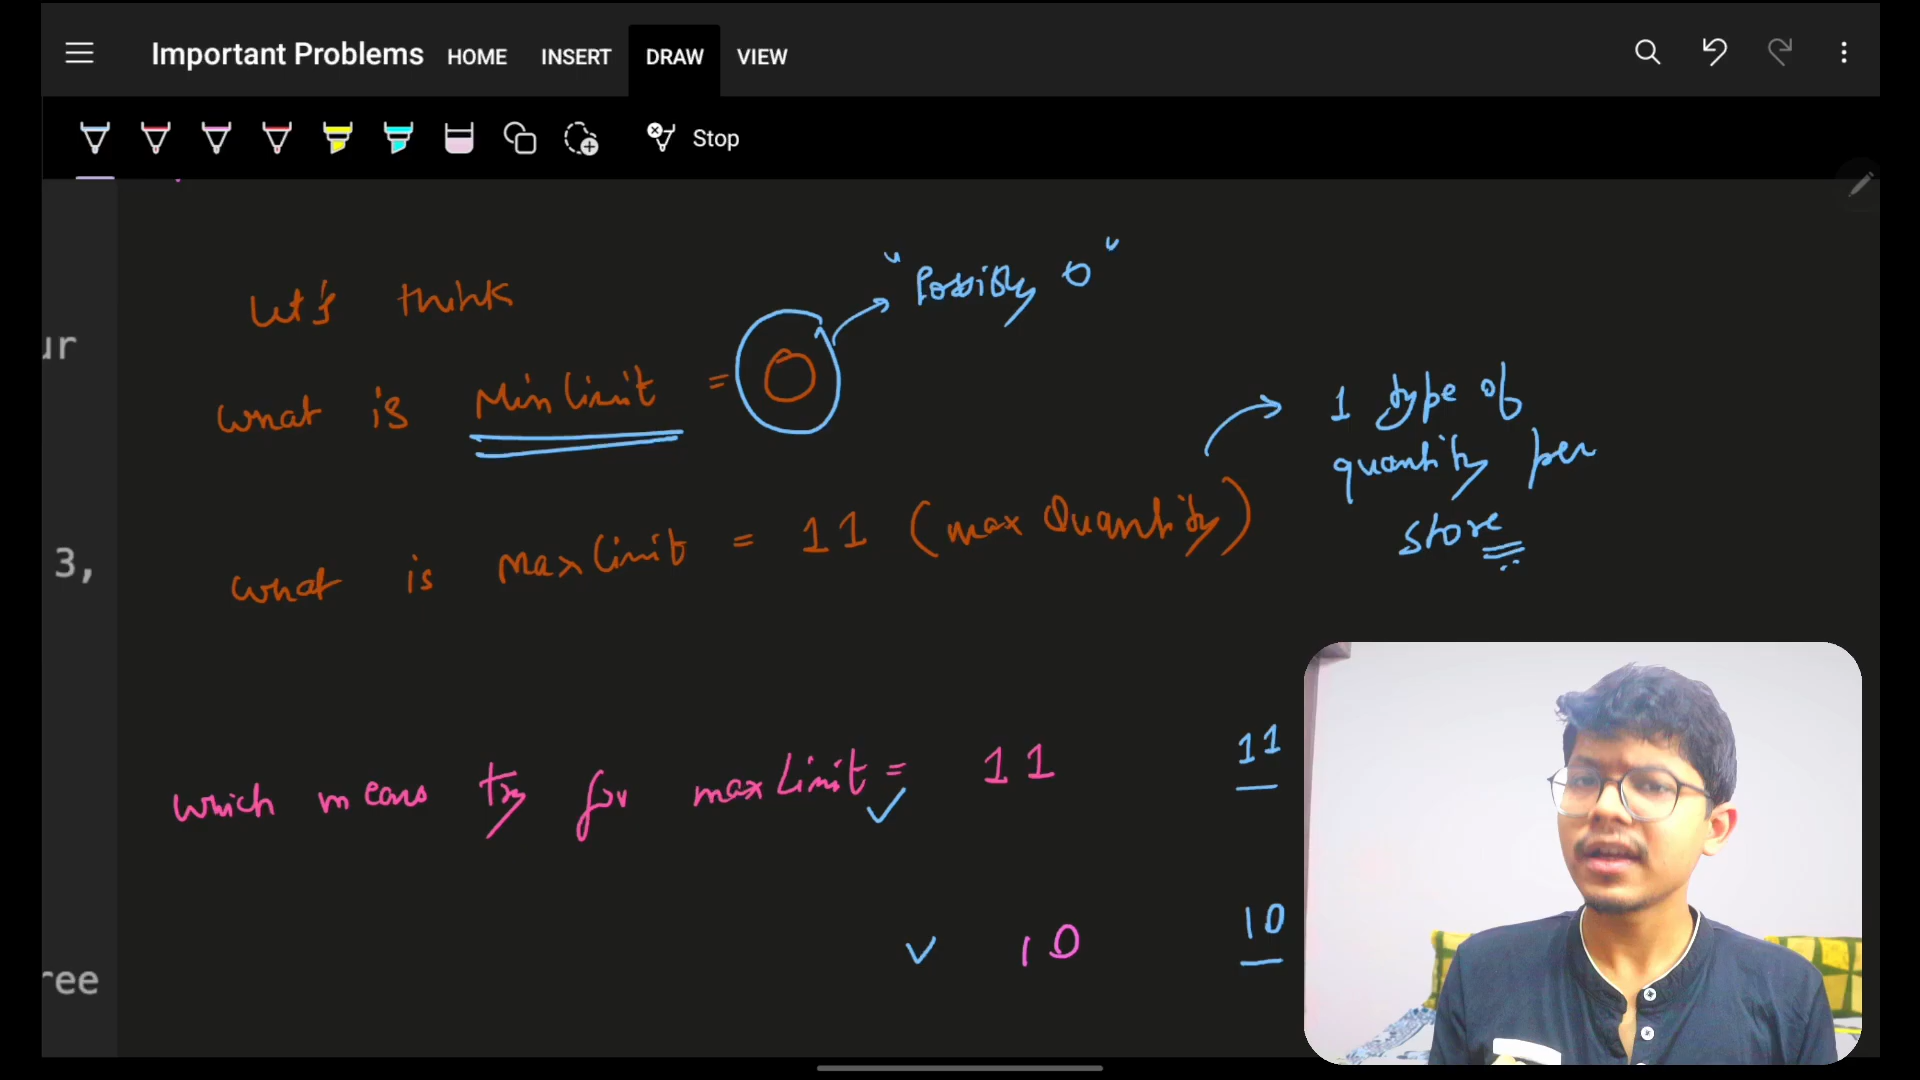 Important Problems HOME INSERT DRAW VIEW
Stop
"Possibly 0"
Let's think
ur
what is Min limit = 0
1 type of
quantity per
store
what is max limit = 11 (max Quantity)
3,
which means try for max limit = 11 11
10 10
ree